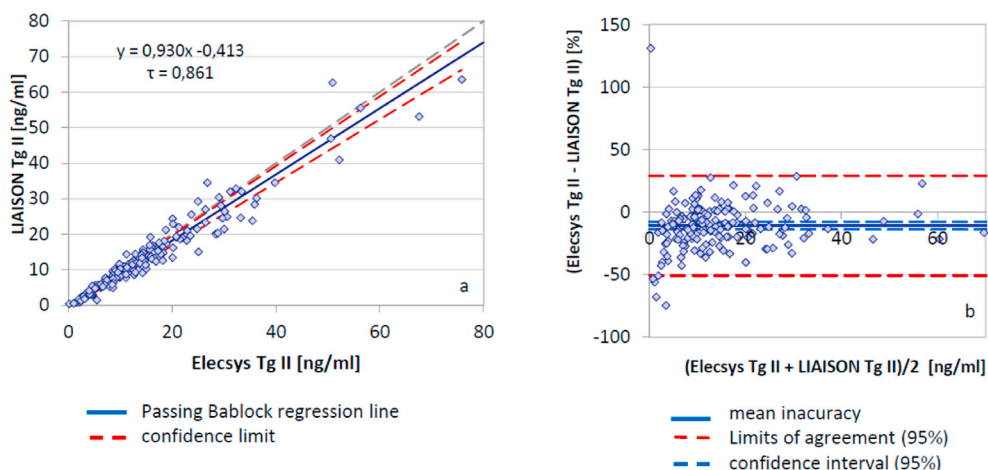 80
70
60
50
40
30
20
10
0
LIAISON Tg II [ng/ml]
y = 0,930x -0,413
τ = 0,861
a
0 20 40 60 80
Elecsys Tg II [ng/ml]
Passing Bablock regression line
confidence limit
150
100
50
0
-50
-100
(Elecsys Tg II - LIAISON Tg II) [%]
0 20 40 60
b
(Elecsys Tg II + LIAISON Tg II)/2 [ng/ml]
mean inacuracy
Limits of agreement (95%)
confidence interval (95%)